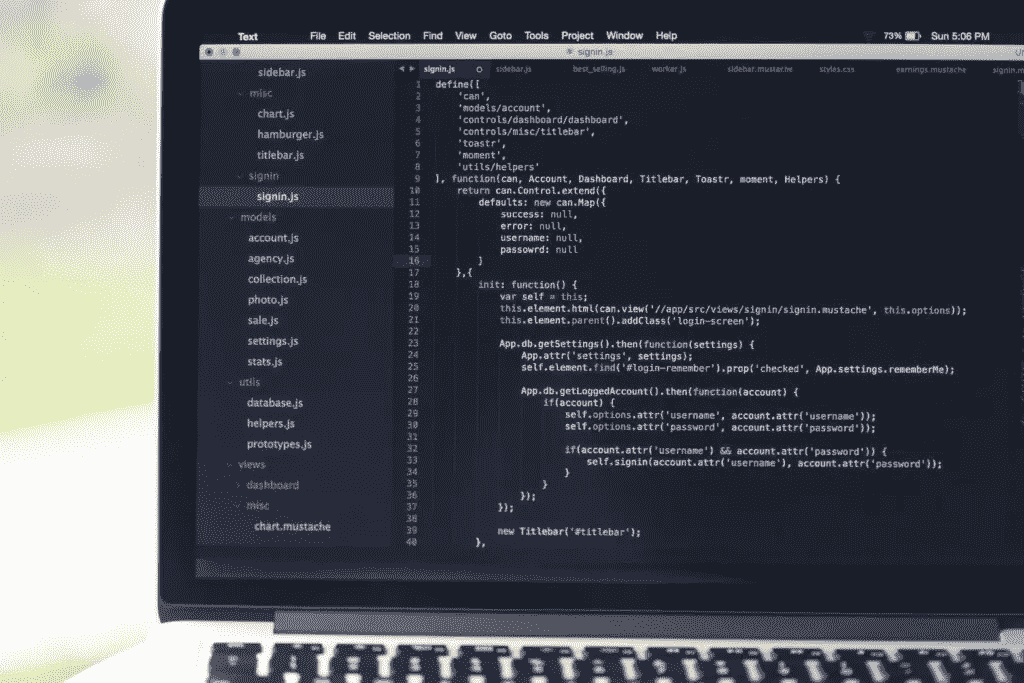 Text File Edit Selection Find View Goto Tools Project Window Help 73% Sun 5:06 PM
signin.js
sidebar.js
misc
chart.js
hamburger.js
titlebar.js
signin
signin.js
models
account.js
agency.js
collection.js
photo.js
sale.js
settings.js
stats.js
utils
database.js
helpers.js
prototypes.js
views
dashboard
misc
chart.mustache
signin.js sidebar.js best_selling.js worker.js sidebar.mustache styles.css earnings.mustache signin.m
1 define([
2 'can',
3 'models/account',
4 'controls/dashboard/dashboard',
5 'controls/misc/titlebar',
6 'toastr',
7 'moment',
8 'utils/helpers'
9 ], function(can, Account, Dashboard, Titlebar, Toastr, moment, Helpers) {
10 return can.Control.extend({
11 defaults: new can.Map({
12 success: null,
13 error: null,
14 username: null,
15 passowrd: null
16 }
17 },{
18 init: function() {
19 var self = this;
20 this.element.html(can.view('//app/src/views/signin/signin.mustache', this.options));
21 this.element.parent().addClass('login-screen');
22
23 App.db.getSettings().then(function(settings) {
24 App.attr('settings', settings);
25 self.element.find('#login-remember').prop('checked', App.settings.rememberMe);
26
27 App.db.getLoggedAccount().then(function(account) {
28 if(account) {
29 self.options.attr('username', account.attr('username'));
30 self.options.attr('password', account.attr('password'));
31
32 if(account.attr('username') && account.attr('password')) {
33 self.signin(account.attr('username'), account.attr('password'));
34 }
35 }
36 });
37 });
38
39 new Titlebar('#titlebar');
40 },